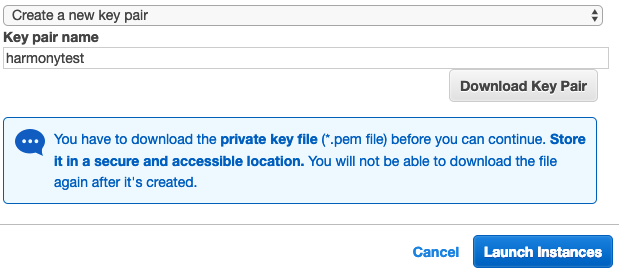 Create a new key pair
Key pair name
harmonytest
Download Key Pair
You have to download the private key file (*.pem file) before you can continue. Store
it in a secure and accessible location. You will not be able to download the file
again after it's created.
Cancel Launch Instances